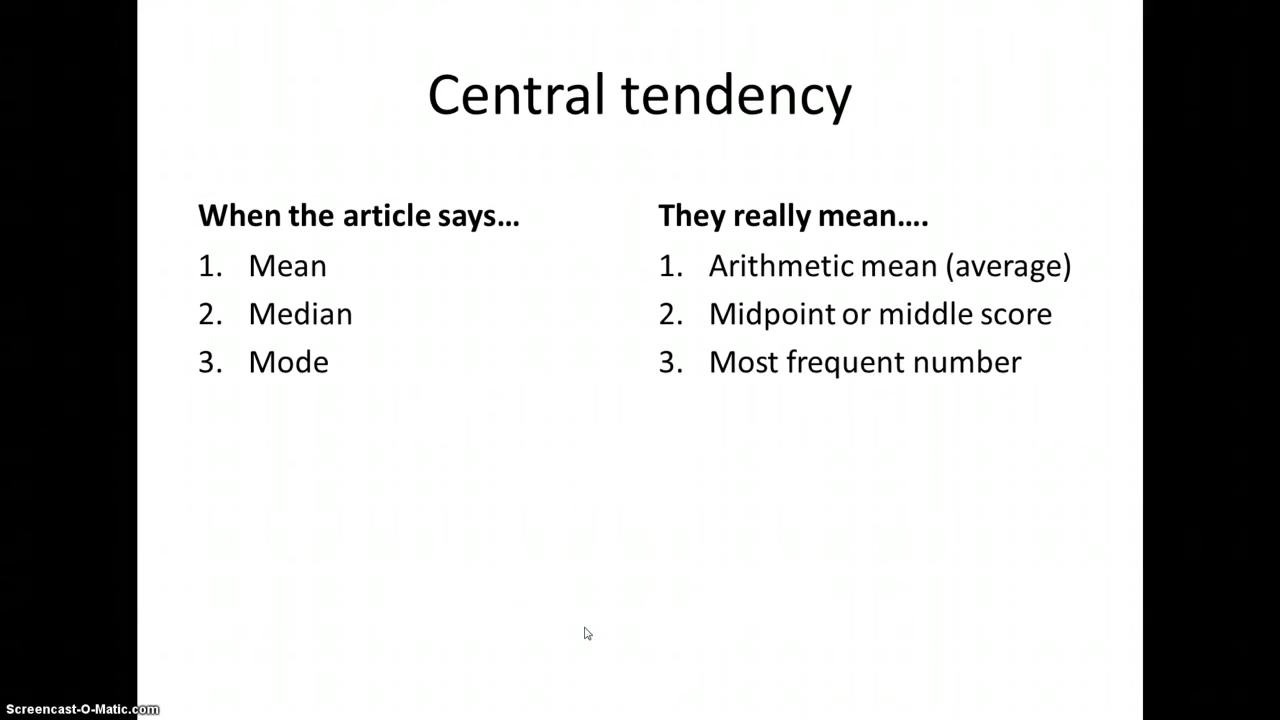 Central tendency
When the article says...
1. Mean
2. Median
3. Mode
They really mean....
1. Arithmetic mean (average)
2. Midpoint or middle score
3. Most frequent number
Screencast-O-Matic.com